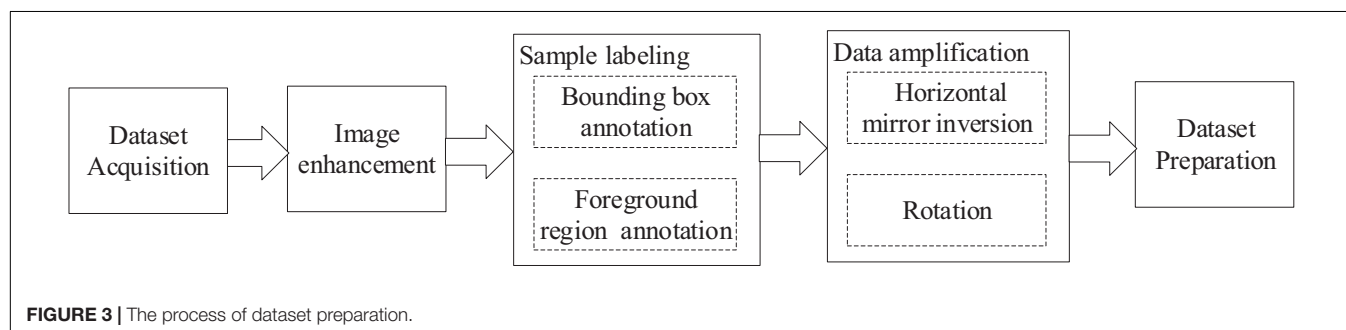 Dataset
Acquisition
Image
enhancement
Sample labeling
Bounding box
annotation
Foreground
region annotation
Data amplification
Horizontal
mirror inversion
Rotation
Dataset
Preparation
FIGURE 3 | The process of dataset preparation.